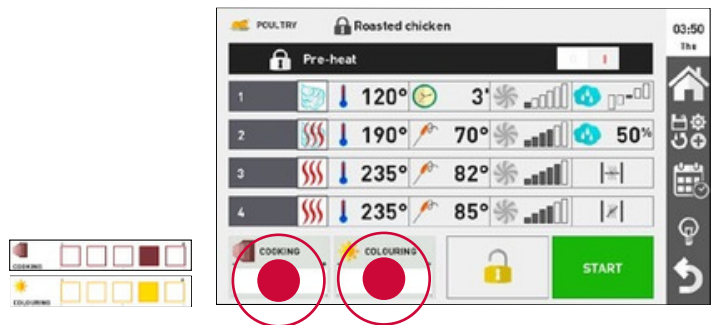 POULTRY Roasted chicken 03:50
Thu
Pre-heat I
1 120° 3'
2 190° 70° 50%
3 235° 82°
4 235° 85°
COOKING COLOURING START
COOKING
COLOURING